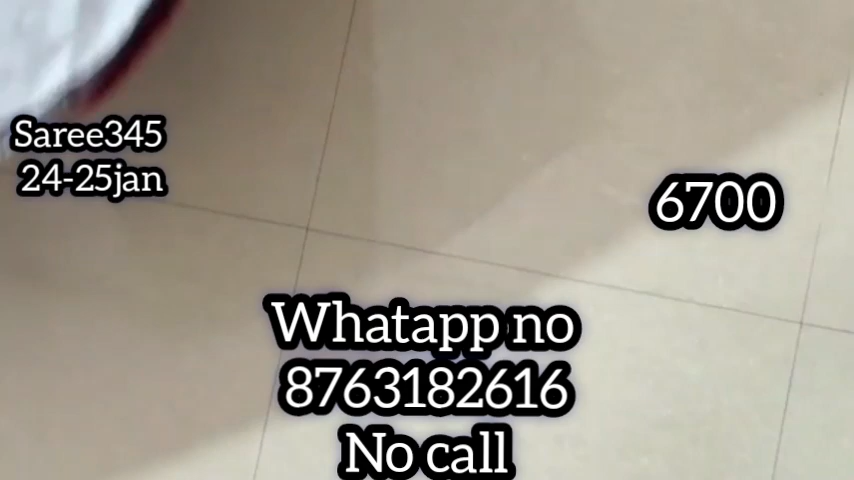 Saree345
24-25jan
6700
Whatapp no
8763182616
No call